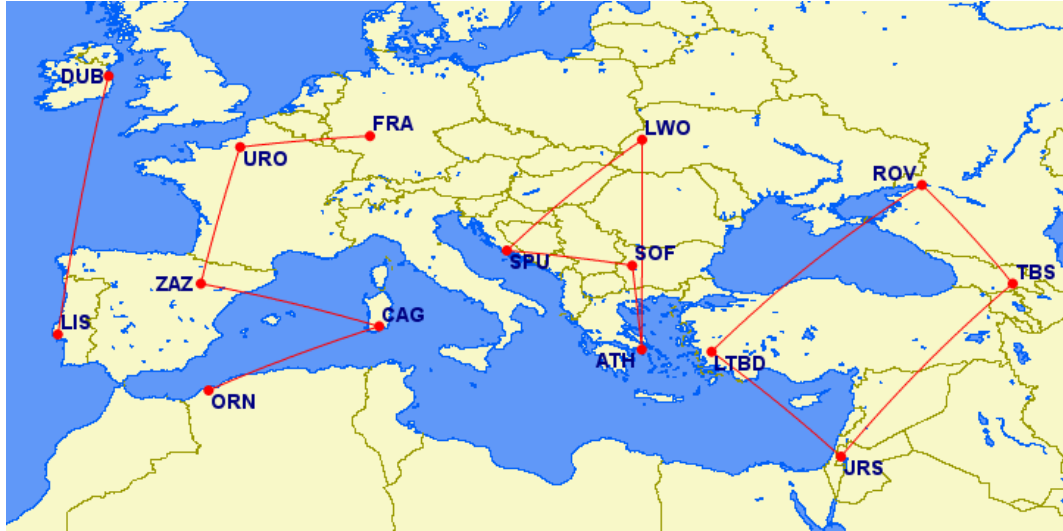 DUB
FRA
LWO
URO
ROV
SPU
SOF
ZAZ
TBS
LIS
CAG
ATH
LTBD
ORN
URS